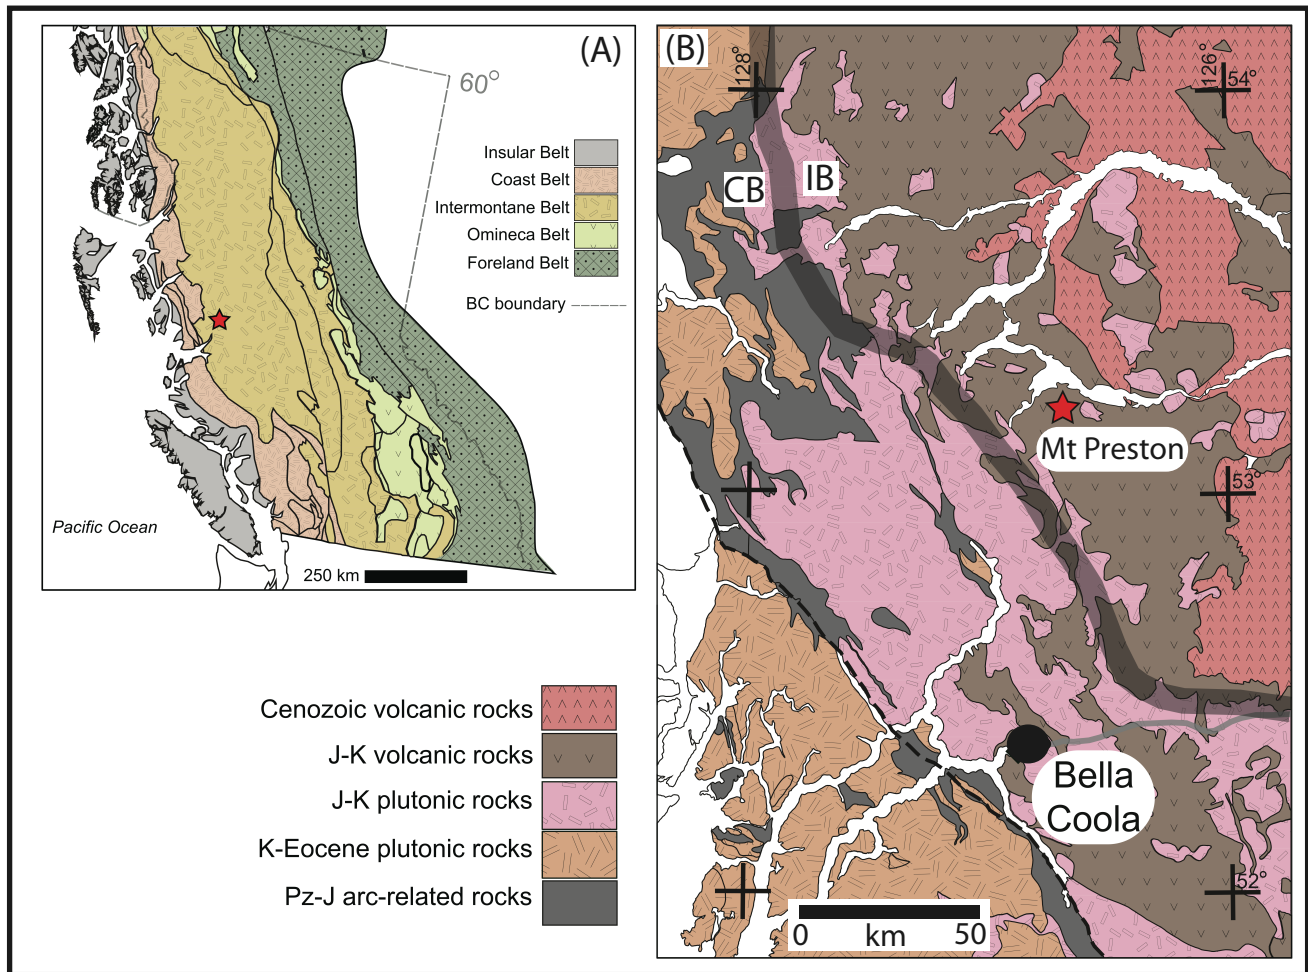 (A)
60°
Insular Belt
Coast Belt
Intermontane Belt
Omineca Belt
Foreland Belt
BC boundary
Pacific Ocean
250 km
Cenozoic volcanic rocks
J-K volcanic rocks
J-K plutonic rocks
K-Eocene plutonic rocks
Pz-J arc-related rocks
(B)
128°
126°
54°
CB
IB
Mt Preston
53°
Bella
Coola
52°
0 km 50